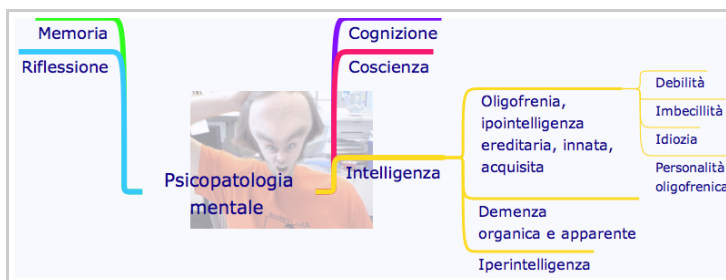 Memoria
Riflessione
Psicopatologia
mentale
Cognizione
Coscienza
Intelligenza
Oligofrenia,
ipointelligenza
ereditaria, innata,
acquisita
Debilità
Imbecillità
Idiozia
Personalità
oligofrenica
Demenza
organica e apparente
Iperintelligenza